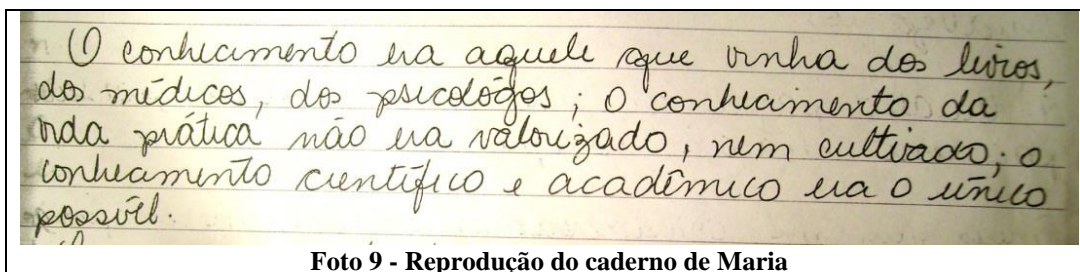 O conhecimento era aquele que vinha dos livros,
dos médicos, dos psicológos; o conhecimento da
vida prática não era valorizado, nem cultivado; o
conhecimento científico e acadêmico era o único
possível.
Foto 9 - Reprodução do caderno de Maria